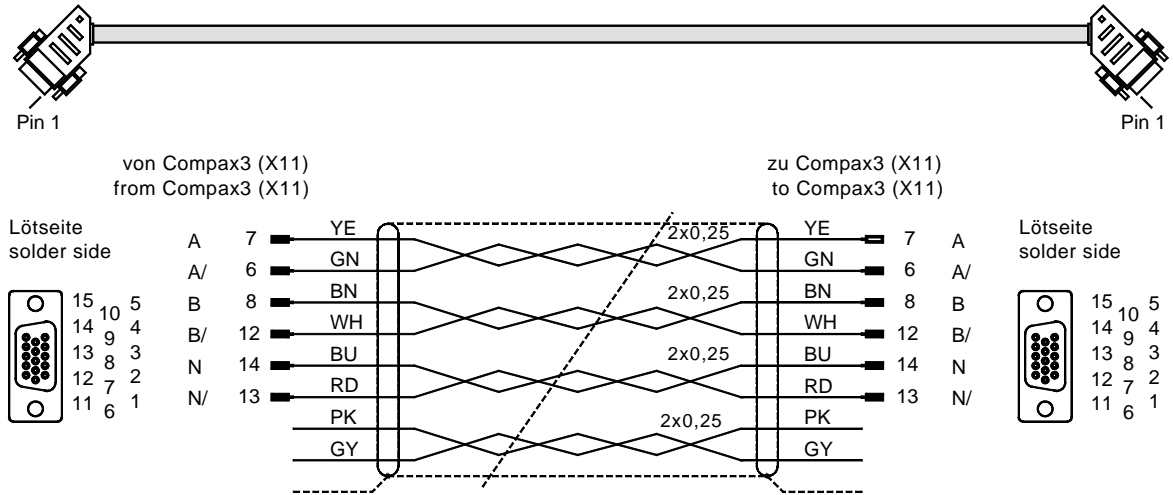 Pin 1
Pin 1
von Compax3 (X11)
from Compax3 (X11)
zu Compax3 (X11)
to Compax3 (X11)
Lötseite
solder side
Lötseite
solder side
A 7 YE 2x0,25 YE 7 A
A/ 6 GN GN 6 A/
B 8 BN 2x0,25 BN 8 B
B/ 12 WH WH 12 B/
N 14 BU 2x0,25 BU 14 N
N/ 13 RD RD 13 N/
PK 2x0,25 PK
GY GY
15 10 5
14 9 4
13 8 3
12 7 2
11 6 1
15 10 5
14 9 4
13 8 3
12 7 2
11 6 1